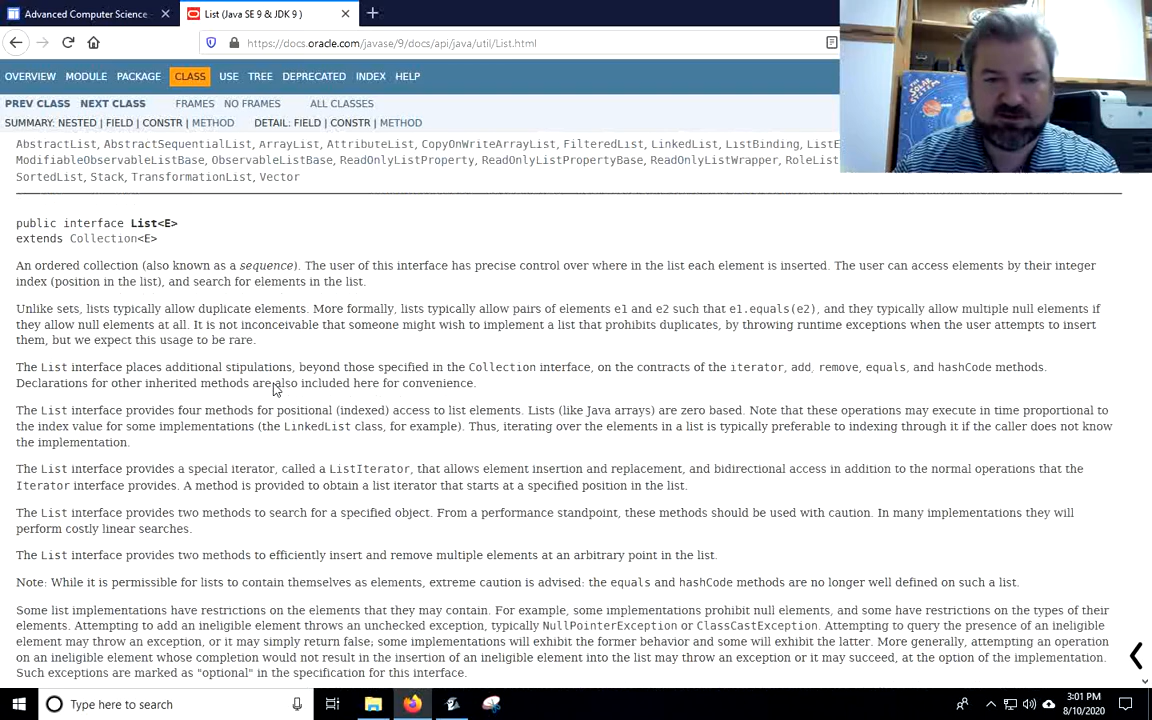 Advanced Computer Science
List (Java SE 9 & JDK 9 )
https://docs.oracle.com/javase/9/docs/api/java/util/List.html
OVERVIEW MODULE PACKAGE CLASS USE TREE DEPRECATED INDEX HELP
PREV CLASS NEXT CLASS FRAMES NO FRAMES ALL CLASSES
SUMMARY: NESTED | FIELD | CONSTR | METHOD DETAIL: FIELD | CONSTR | METHOD
AbstractList, AbstractSequentialList, ArrayList, AttributeList, CopyOnWriteArrayList, FilteredList, LinkedList, ListBinding, ListE
ModifiableObservableListBase, ObservableListBase, ReadOnlyListProperty, ReadOnlyListPropertyBase, ReadOnlyListWrapper, RoleList
SortedList, Stack, TransformationList, Vector
public interface List<E>
extends Collection<E>
An ordered collection (also known as a sequence). The user of this interface has precise control over where in the list each element is inserted. The user can access elements by their integer
index (position in the list), and search for elements in the list.
Unlike sets, lists typically allow duplicate elements. More formally, lists typically allow pairs of elements e1 and e2 such that e1.equals(e2), and they typically allow multiple null elements if
they allow null elements at all. It is not inconceivable that someone might wish to implement a list that prohibits duplicates, by throwing runtime exceptions when the user attempts to insert
them, but we expect this usage to be rare.
The List interface places additional stipulations, beyond those specified in the Collection interface, on the contracts of the iterator, add, remove, equals, and hashCode methods.
Declarations for other inherited methods are also included here for convenience.
The List interface provides four methods for positional (indexed) access to list elements. Lists (like Java arrays) are zero based. Note that these operations may execute in time proportional to
the index value for some implementations (the LinkedList class, for example). Thus, iterating over the elements in a list is typically preferable to indexing through it if the caller does not know
the implementation.
The List interface provides a special iterator, called a ListIterator, that allows element insertion and replacement, and bidirectional access in addition to the normal operations that the
Iterator interface provides. A method is provided to obtain a list iterator that starts at a specified position in the list.
The List interface provides two methods to search for a specified object. From a performance standpoint, these methods should be used with caution. In many implementations they will
perform costly linear searches.
The List interface provides two methods to efficiently insert and remove multiple elements at an arbitrary point in the list.
Note: While it is permissible for lists to contain themselves as elements, extreme caution is advised: the equals and hashCode methods are no longer well defined on such a list.
Some list implementations have restrictions on the elements that they may contain. For example, some implementations prohibit null elements, and some have restrictions on the types of their
elements. Attempting to add an ineligible element throws an unchecked exception, typically NullPointerException or ClassCastException. Attempting to query the presence of an ineligible
element may throw an exception, or it may simply return false; some implementations will exhibit the former behavior and some will exhibit the latter. More generally, attempting an operation
on an ineligible element whose completion would not result in the insertion of an ineligible element into the list may throw an exception or it may succeed, at the option of the implementation.
Such exceptions are marked as "optional" in the specification for this interface.
Type here to search
3:01 PM
8/10/2020